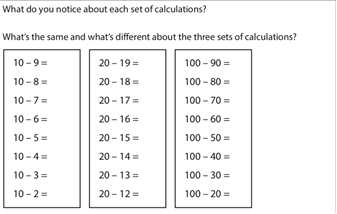 What do you notice about each set of calculations?
What's the same and what's different about the three sets of calculations?
10 – 9 =
10 – 8 =
10 – 7 =
10 – 6 =
10 – 5 =
10 – 4 =
10 – 3 =
10 – 2 =
20 – 19 =
20 – 18 =
20 – 17 =
20 – 16 =
20 – 15 =
20 – 14 =
20 – 13 =
20 – 12 =
100 – 90 =
100 – 80 =
100 – 70 =
100 – 60 =
100 – 50 =
100 – 40 =
100 – 30 =
100 – 20 =